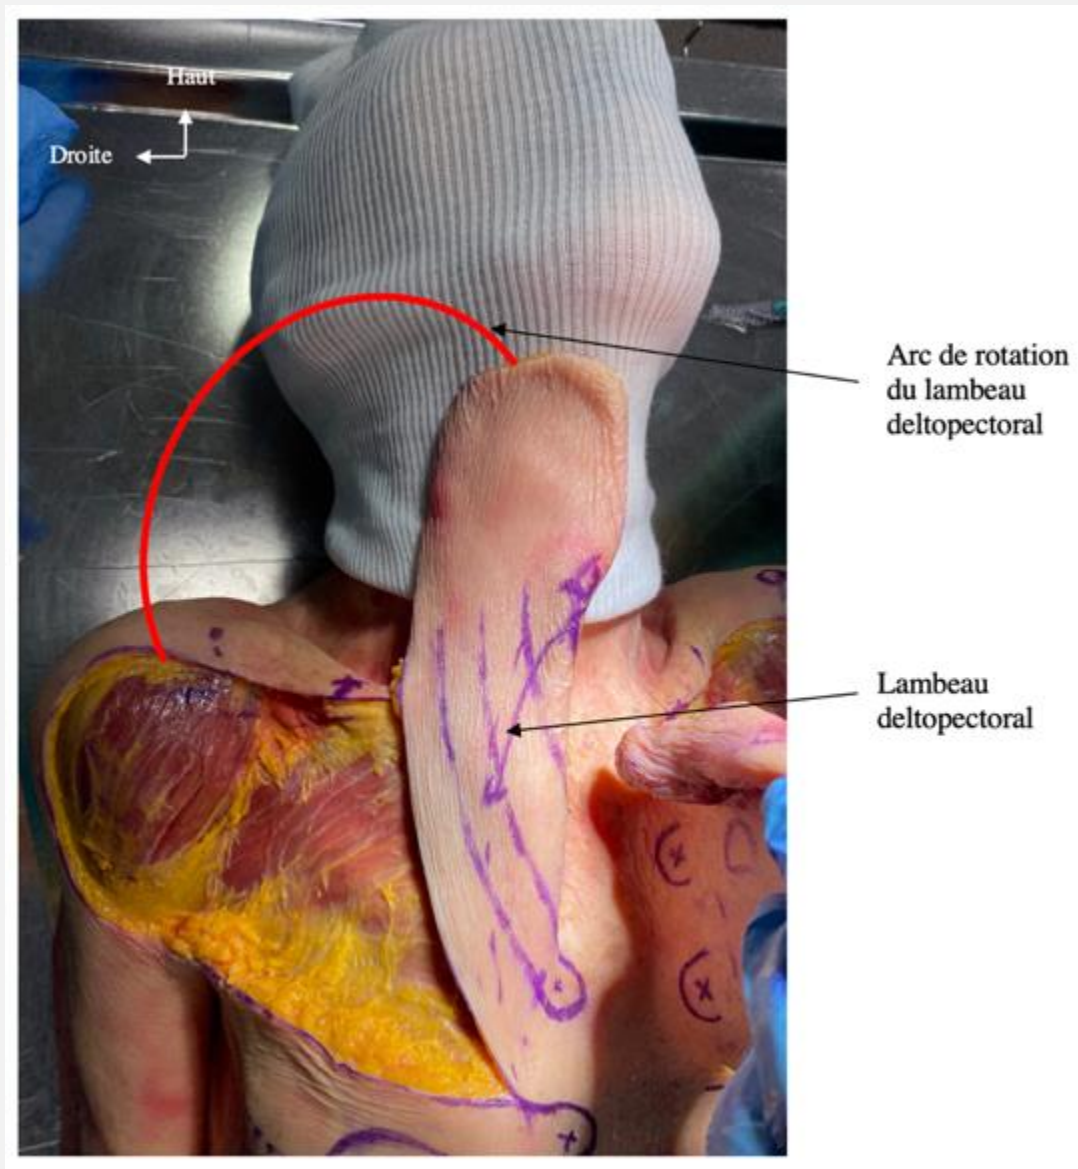 Haut
Droite
Arc de rotation
du lambeau
deltopectoral
Lambeau
deltopectoral
x
x
+